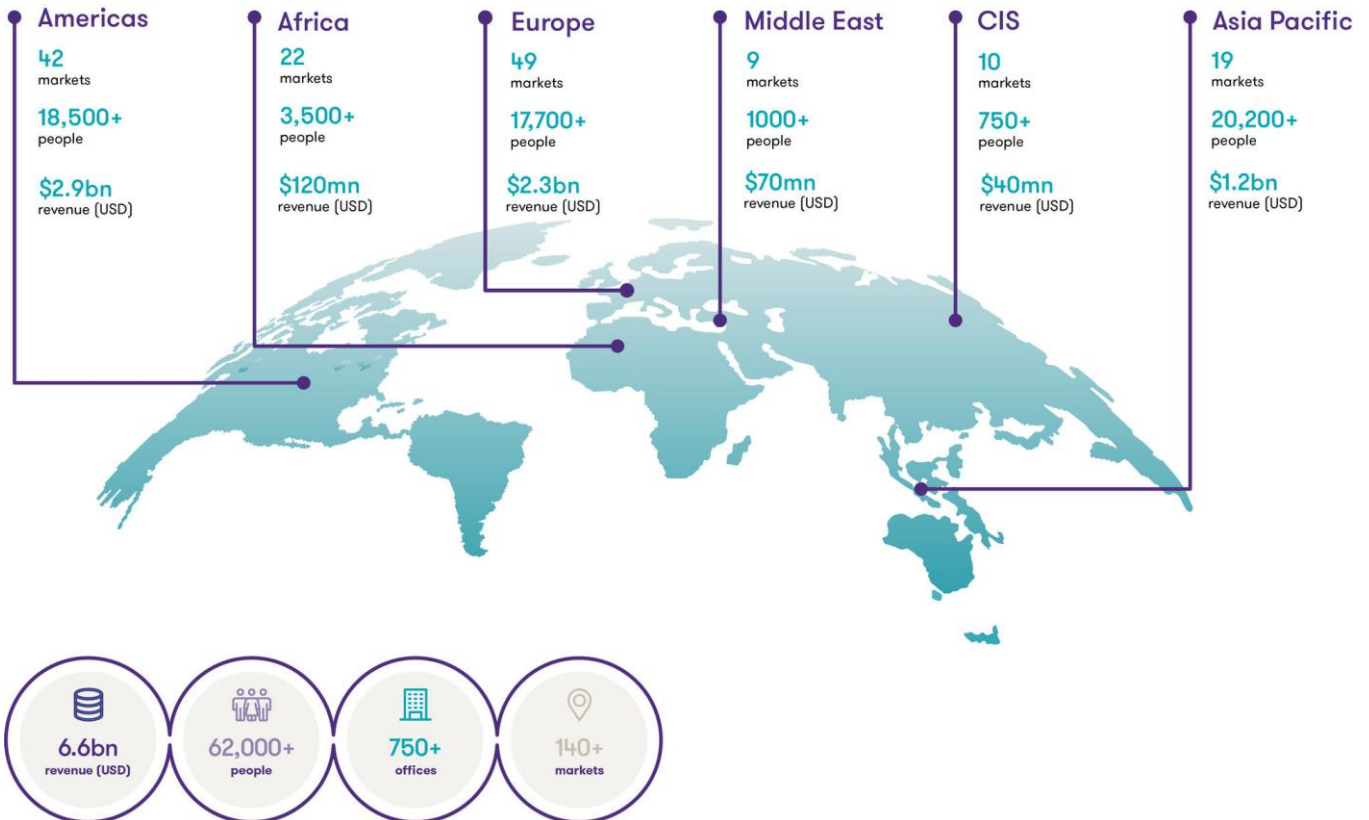 Americas
42
markets
18,500+
people
$2.9bn
revenue (USD)
Africa
22
markets
3,500+
people
$120mn
revenue (USD)
Europe
49
markets
17,700+
people
$2.3bn
revenue (USD)
Middle East
9
markets
1000+
people
$70mn
revenue (USD)
CIS
10
markets
750+
people
$40mn
revenue (USD)
Asia Pacific
19
markets
20,200+
people
$1.2bn
revenue (USD)
6.6bn
revenue (USD)
62,000+
people
750+
offices
140+
markets